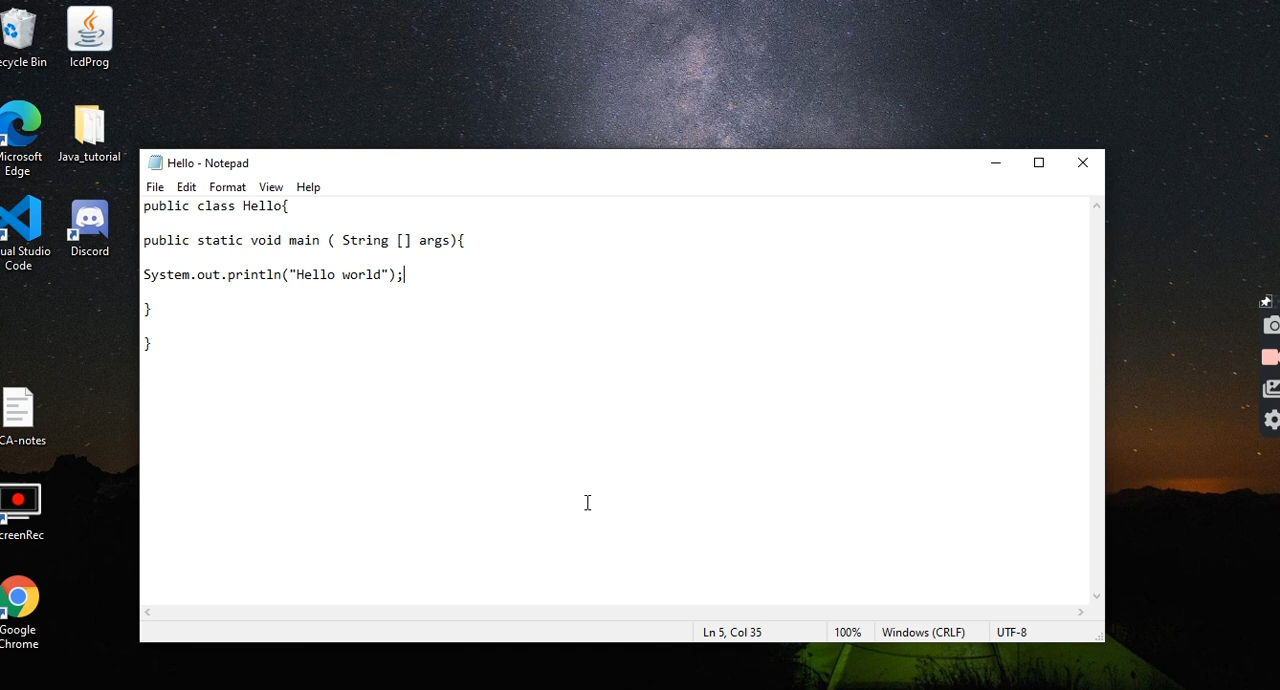 ecycle Bin
lcdProg
Microsoft
Edge
Java_tutorial
ual Studio
Code
Discord
CA-notes
creenRec
Google
Chrome
Hello - Notepad
File Edit Format View Help
public class Hello{
public static void main ( String [] args){
System.out.println("Hello world");
}
}
Ln 5, Col 35
100%
Windows (CRLF)
UTF-8